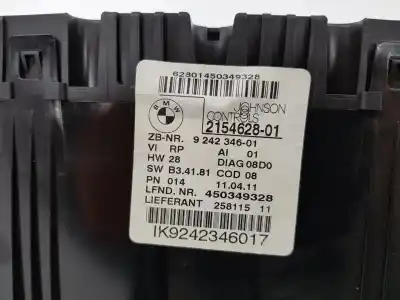 62801450349328
BMW
JOHNSON
CONTROLS
2154628-01
ZB-NR. 9 242 346-01
VI RP AI 01
HW 28 DIAG 08D0
SW B3.41.81 COD 08
PN 014 11.04.11
LFND. NR. 450349328
LIEFERANT 258115 11
IK9242346017